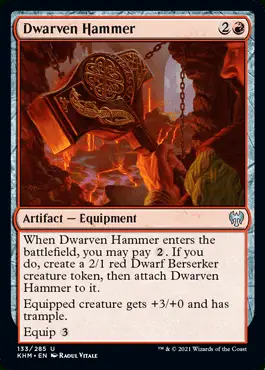 Dwarven Hammer 2
Artifact — Equipment
When Dwarven Hammer enters the
battlefield, you may pay 2. If you
do, create a 2/1 red Dwarf Berserker
creature token, then attach Dwarven
Hammer to it.
Equipped creature gets +3/+0 and has
trample.
Equip 3
133/285 U
KHM • EN Raoul Vitale
™ & © 2021 Wizards of the Coast